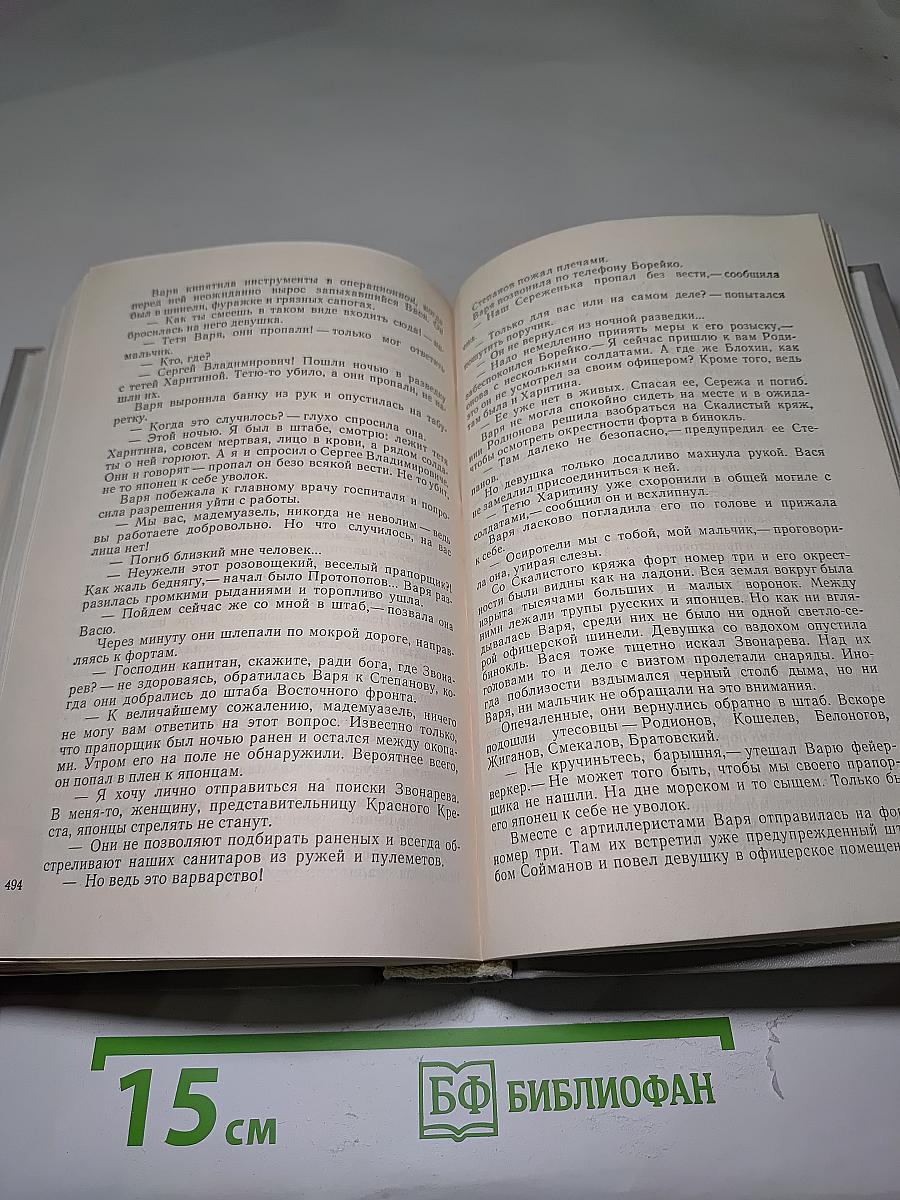 Варя кипятила инструменты в операционной, когда
перед ней неожиданно вырос запыхавшийся Вася. Он
был в шинели, фуражке и грязных сапогах.
— Как ты смеешь в таком виде входить сюда! — на-
бросилась на него девушка.
— Тетя Варя, они пропали! — только мог ответить
мальчик.
— Кто, где?
— Сергей Владимирович! Пошли ночью в разведку
с тетей Харитиной. Тетю-то убило, а они пропали, не на-
шли их.
Варя выронила банку из рук и опустилась на табу-
ретку.
— Когда это случилось? — глухо спросила она.
— Этой ночью. Я был в штабе, смотрю: лежит тетя
Харитина, совсем мертвая, лицо в крови, а рядом солда-
ты о ней горюют. А я и спросил о Сергее Владимировиче.
Они и говорят — пропал он безо всякой вести. Не то убит,
не то японец к себе уволок.
Варя побежала к главному врачу госпиталя и попро-
сила разрешения уйти с работы.
— Мы вас, мадемуазель, никогда не неволим — ведь
вы работаете добровольно. Но что случилось, на вас
лица нет!
— Погиб близкий мне человек...
— Неужели этот розовощекий, веселый прапорщик?!
Как жаль беднягу,— начал было Протопопов... Варя раз-
разилась громкими рыданиями и торопливо ушла.
— Пойдем сейчас же со мной в штаб,— позвала она
Васю.
Через минуту они шлепали по мокрой дороге, направ-
ляясь к фортам.
— Господин капитан, скажите, ради бога, где Звона-
рев? — не здороваясь, обратилась Варя к Степанову, ко-
гда они добрались до штаба Восточного фронта.
— К величайшему сожалению, мадемуазель, ничего
не могу вам ответить на этот вопрос. Известно только,
что прапорщик был ночью ранен и остался между окопа-
ми. Утром его на поле не обнаружили. Вероятнее всего,
он попал в плен к японцам.
— Я хочу лично отправиться на поиски Звонарева.
В меня-то, женщину, представительницу Красного Кре-
ста, японцы стрелять не станут.
— Они не позволяют подбирать раненых и всегда об-
стреливают наших санитаров из ружей и пулеметов.
— Но ведь это варварство!
494
Степанов пожал плечами.
Варя позвонила по телефону Борейко.
— Наш Сереженька пропал без вести,— сообщила
она.
— Только для вас или на самом деле? — попытался
пошутить поручик.
— Он не вернулся из ночной разведки...
— Надо немедленно принять меры к его розыску,—
забеспокоился Борейко.— Я сейчас пришлю к вам Роди-
онова с несколькими солдатами. А где же Блохин, как
это он не усмотрел за своим офицером? Кроме того, ведь
там была и Харитина.
— Ее уже нет в живых. Спасая ее, Сережа и погиб.
Варя не могла спокойно сидеть на месте и в ожида-
нии Родионова решила взобраться на Скалистый кряж,
чтобы осмотреть окрестности форта в бинокль.
— Там далеко не безопасно,— предупредил ее Сте-
панов.
Но девушка только досадливо махнула рукой. Вася
не замедлил присоединиться к ней.
— Тетю Харитину уже схоронили в общей могиле с
солдатами,— сообщил он и всхлипнул.
Варя ласково погладила его по голове и прижала
к себе.
— Осиротели мы с тобой, мой мальчик,— проговори-
ла она, утирая слезы.
Со Скалистого кряжа форт номер три и его окрест-
ности были видны как на ладони. Вся земля вокруг была
изрыта тысячами больших и малых воронок. Между
ними лежали трупы русских и японцев. Но как ни вгля-
дывалась Варя, среди них не было ни одной светло-се-
рой офицерской шинели. Девушка со вздохом опустила
бинокль. Вася тоже тщетно искал Звонарева. Над их
головами то и дело с визгом пролетали снаряды. Ино-
гда поблизости вздымался черный столб дыма, но ни
Варя, ни мальчик не обращали на это внимания.
Опечаленные, они вернулись обратно в штаб. Вскоре
подошли утесовцы — Родионов, Кошелев, Белоногов,
Жиганов, Смекалов, Братовский.
— Не кручиньтесь, барышня,— утешал Варю фейер-
веркер.— Не может того быть, чтобы мы своего прапор-
щика не нашли. На дне морском и то сыщем. Только бы
его японец к себе не уволок.
Вместе с артиллеристами Варя отправилась на фо
номер три. Там их встретил уже предупрежденный шт
бом Сойманов и повел девушку в офицерское помещен
15 см
БФ БИБЛИОФАН